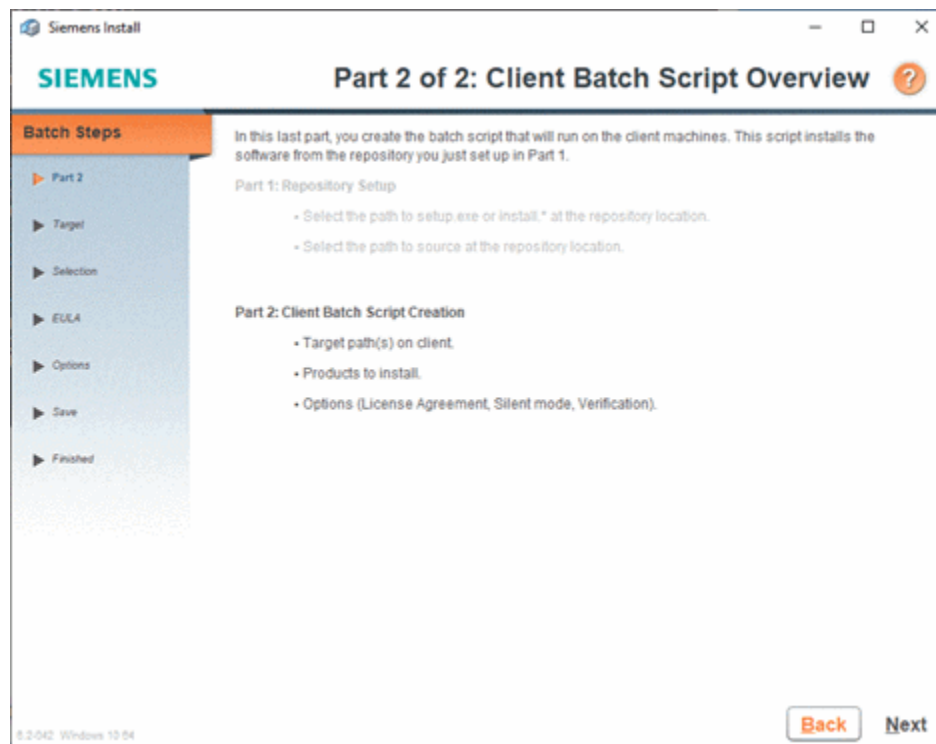 Siemens Install
SIEMENS
Part 2 of 2: Client Batch Script Overview
?
Batch Steps
Part 2
Target
Selection
EULA
Options
Save
Finished
In this last part, you create the batch script that will run on the client machines. This script installs the
software from the repository you just set up in Part 1.
Part 1: Repository Setup
• Select the path to setup.exe or install.* at the repository location.
• Select the path to source at the repository location.
Part 2: Client Batch Script Creation
• Target path(s) on client.
• Products to install.
• Options (License Agreement, Silent mode, Verification).
Back
Next
Windows 10 64